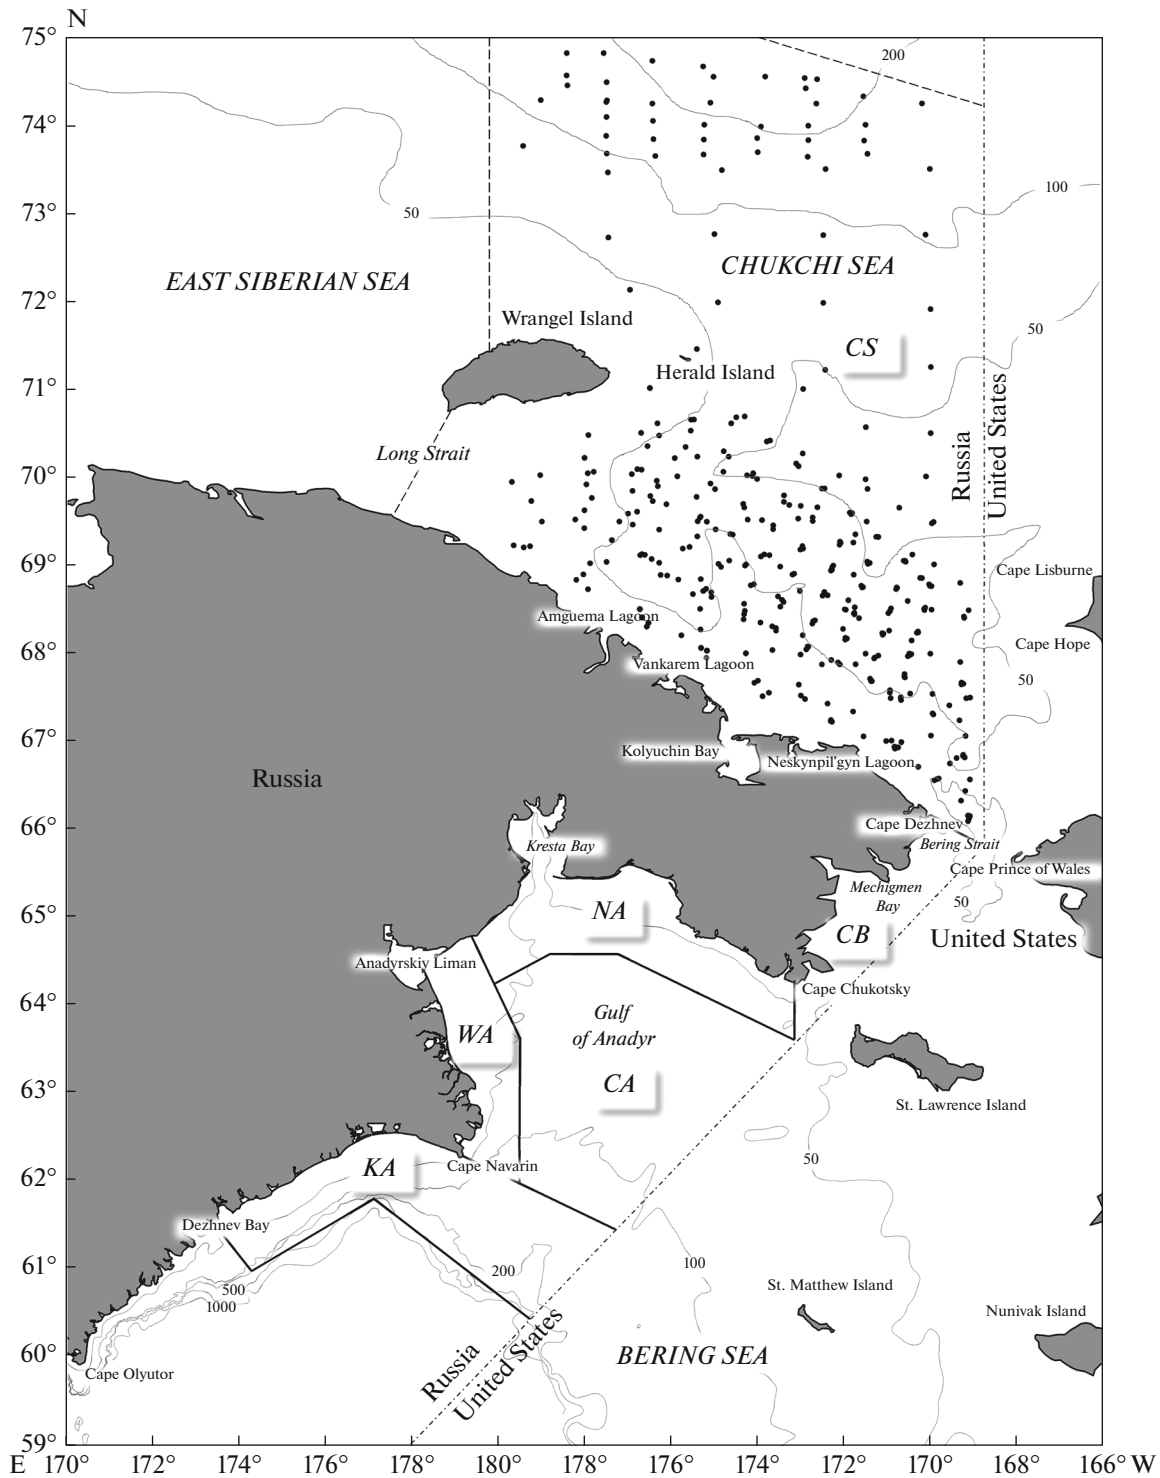 N
75°
200
74°
100
73°
50
EAST SIBERIAN SEA
CHUKCHI SEA
72°
Wrangel Island
50
CS
Herald Island
71°
Russia
United States
Long Strait
70°
69°
Cape Lisburne
Amguema Lagoon
Cape Hope
68°
Vankarem Lagoon
50
67°
Kolyuchin Bay
Neskynpil'gyn Lagoon
Russia
66°
Cape Dezhnev
Kresta Bay
Bering Strait
Cape Prince of Wales
Mechigmen
Bay
50
65°
NA
CB
United States
Anadyrskiy Liman
Cape Chukotsky
64°
Gulf
of Anadyr
WA
63°
CA
St. Lawrence Island
50
62°
KA
Cape Navarin
Dezhnev Bay
61°
200
100
500
1000
St. Matthew Island
Nunivak Island
60°
BERING SEA
Cape Olyutor
Russia
United States
59°
E 170° 172° 174° 176° 178° 180° 178° 176° 174° 172° 170° 168° 166° W